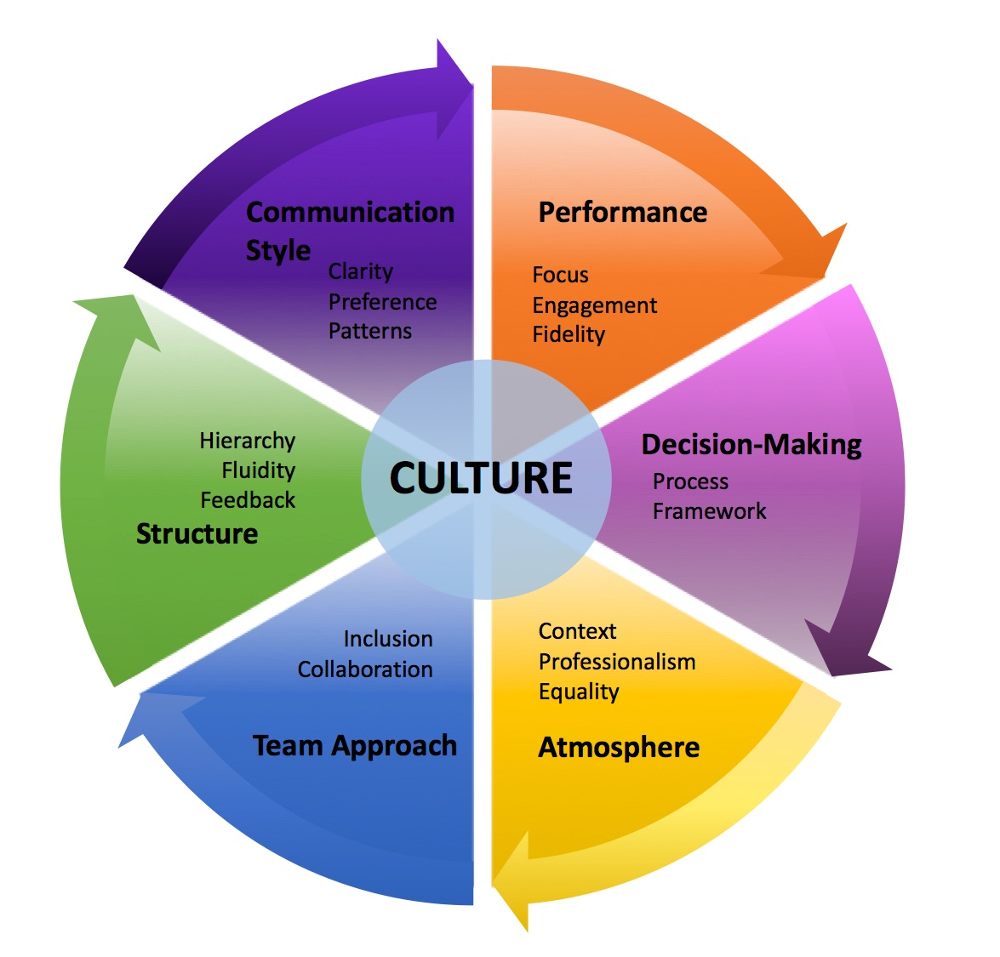 Communication
Style
Clarity
Preference
Patterns
Performance
Focus
Engagement
Fidelity
Decision-Making
Process
Framework
Hierarchy
Fluidity
Feedback
Structure
CULTURE
Inclusion
Collaboration
Team Approach
Context
Professionalism
Equality
Atmosphere